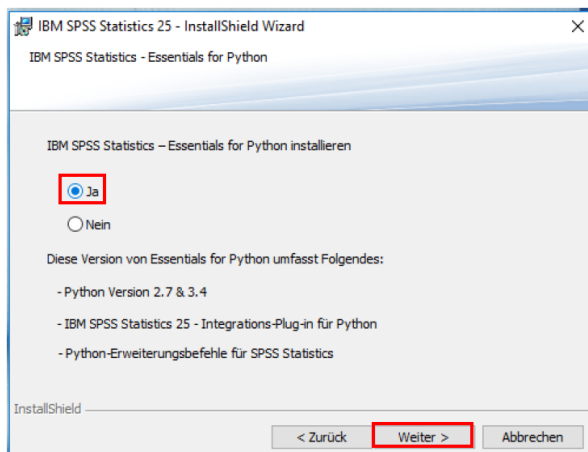 IBM SPSS Statistics 25 - InstallShield Wizard
IBM SPSS Statistics - Essentials for Python
IBM SPSS Statistics – Essentials for Python installieren
Ja
Nein
Diese Version von Essentials for Python umfasst Folgendes:
- Python Version 2.7 & 3.4
- IBM SPSS Statistics 25 - Integrations-Plug-in für Python
- Python-Erweiterungsbefehle für SPSS Statistics
InstallShield
< Zurück Weiter > Abbrechen